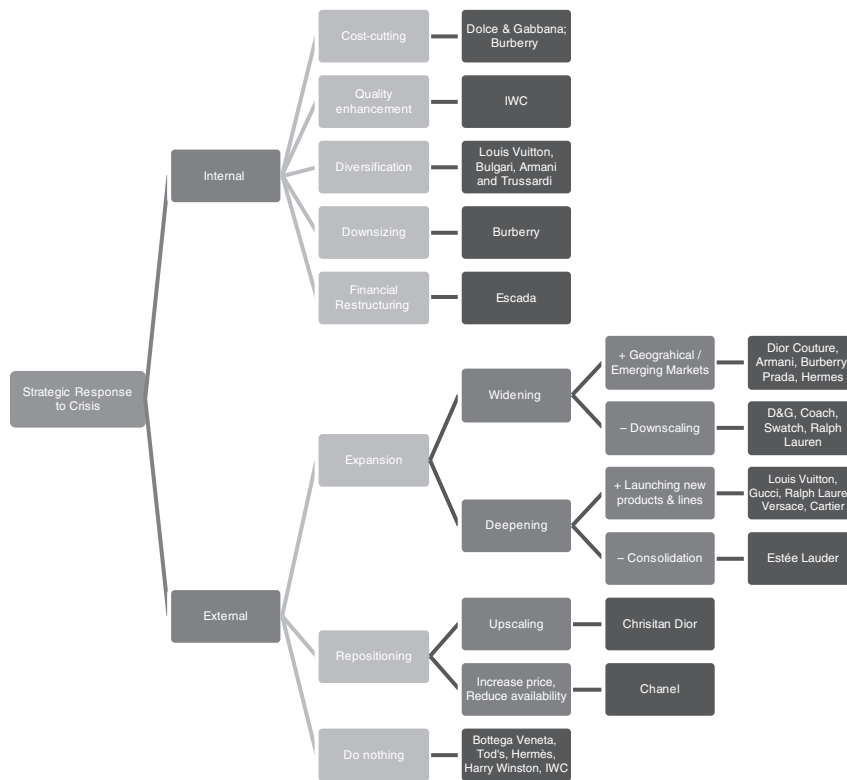 Cost-cutting
Dolce & Gabbana;
Burberry
Quality
enhancement
IWC
Internal
Diversification
Louis Vuitton,
Bulgari, Armani
and Trussardi
Downsizing
Burberry
Financial
Restructuring
Escada
Strategic Response
to Crisis
Expansion
Widening
+ Geograhical /
Emerging Markets
Dior Couture,
Armani, Burberry
Prada, Hermes
– Downscaling
D&G, Coach,
Swatch, Ralph
Lauren
Deepening
+ Launching new
products & lines
Louis Vuitton,
Gucci, Ralph Laure
Versace, Cartier
– Consolidation
Estée Lauder
External
Repositioning
Upscaling
Chrisitan Dior
Increase price,
Reduce availability
Chanel
Do nothing
Bottega Veneta,
Tod's, Hermès,
Harry Winston, IWC